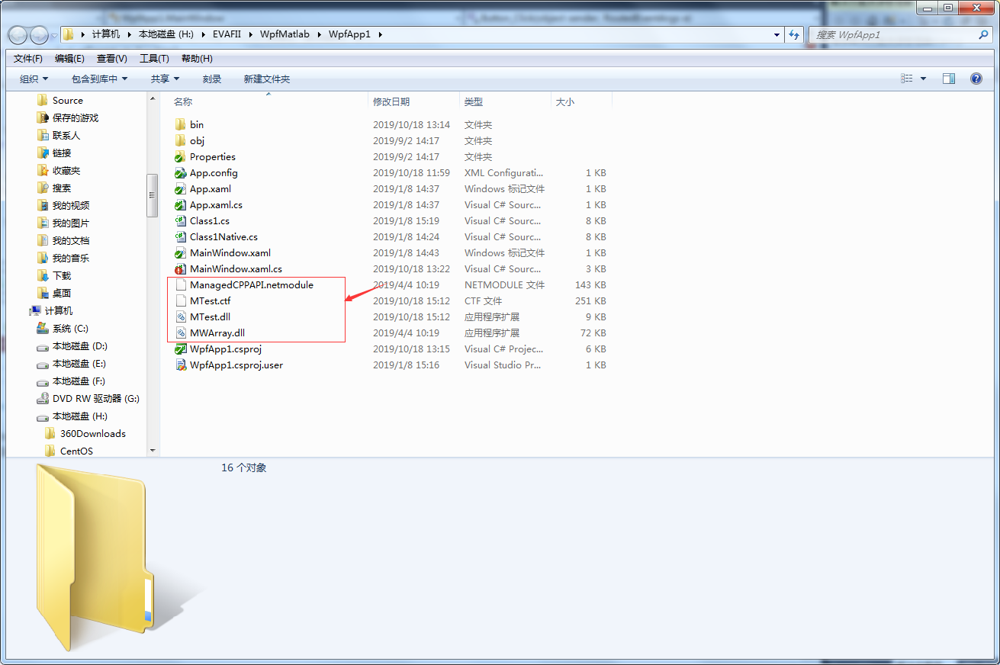 WpfApp1.MainWindow
Button_Click(object sender, RoutedEventArgs e)
计算机 本地磁盘 (H:) EVAFII WpfMatlab WpfApp1
搜索 WpfApp1
文件(F) 编辑(E) 查看(V) 工具(T) 帮助(H)
组织 包含到库中 共享 刻录 新建文件夹
Source
保存的游戏
联系人
链接
收藏夹
搜索
我的视频
我的图片
我的文档
我的音乐
下载
桌面
计算机
系统 (C:)
本地磁盘 (D:)
本地磁盘 (E:)
本地磁盘 (F:)
DVD RW 驱动器 (G:)
本地磁盘 (H:)
360Downloads
CentOS
名称 修改日期 类型 大小
bin 2019/10/18 13:14 文件夹
obj 2019/9/2 14:17 文件夹
Properties 2019/9/2 14:17 文件夹
App.config 2019/10/18 11:59 XML Configurati... 1 KB
App.xaml 2019/1/8 14:37 Windows 标记文件 1 KB
App.xaml.cs 2019/1/8 14:37 Visual C# Sourc... 1 KB
Class1.cs 2019/1/8 15:19 Visual C# Sourc... 8 KB
Class1Native.cs 2019/1/8 14:24 Visual C# Sourc... 8 KB
MainWindow.xaml 2019/1/8 14:43 Windows 标记文件 1 KB
MainWindow.xaml.cs 2019/10/18 13:22 Visual C# Sourc... 3 KB
ManagedCPPAPI.netmodule 2019/4/4 10:19 NETMODULE 文件 143 KB
MTest.ctf 2019/10/18 15:12 CTF 文件 251 KB
MTest.dll 2019/10/18 15:12 应用程序扩展 9 KB
MWArray.dll 2019/4/4 10:19 应用程序扩展 72 KB
WpfApp1.csproj 2019/10/18 13:15 Visual C# Projec... 6 KB
WpfApp1.csproj.user 2019/1/8 15:16 Visual Studio Pr... 1 KB
16 个对象